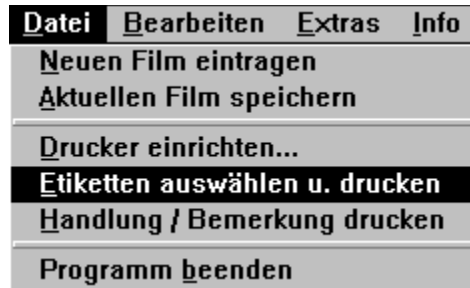 Datei Bearbeiten Extras Info
Neuen Film eintragen
Aktuellen Film speichern
Drucker einrichten...
Etiketten auswählen u. drucken
Handlung / Bemerkung drucken
Programm beenden